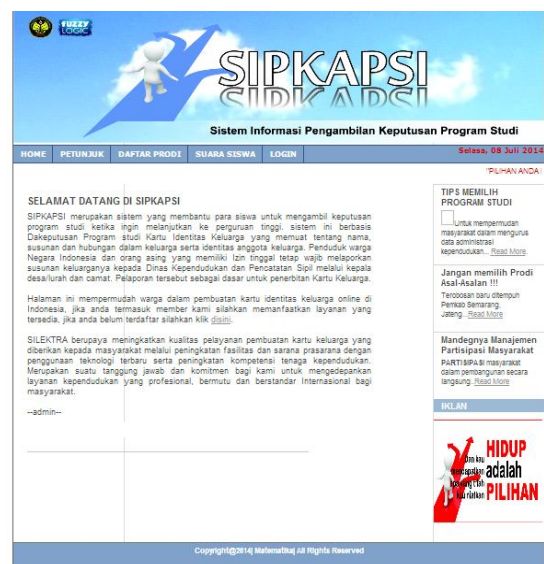 FUZZY
LOGIC
SIPKAPSI
Sistem Informasi Pengambilan Keputusan Program Studi
HOME PETUNJUK DAFTAR PRODI SUARA SISWA LOGIN
Selasa, 08 Juli 2014
"PILIHAN ANDA
SELAMAT DATANG DI SIPKAPSI
SIPKAPSI merupakan sistem yang membantu para siswa untuk mengambil keputusan
program studi ketika ingin melanjutkan ke perguruan tinggi. sistem ini berbasis
Dakeputusan Program studi Kartu Identitas Keluarga yang memuat tentang nama,
susunan dan hubungan dalam keluarga serta identitas anggota keluarga. Penduduk warga
Negara Indonesia dan orang asing yang memiliki Izin tinggal tetap wajib melaporkan
susunan keluarganya kepada Dinas Kependudukan dan Pencatatan Sipil melalui kepala
desa/lurah dan camat. Pelaporan tersebut sebagai dasar untuk penerbitan Kartu Keluarga.
Halaman ini mempermudah warga dalam pembuatan kartu identitas keluarga online di
Indonesia, jika anda termasuk member kami silahkan memanfaatkan layanan yang
tersedia, jika anda belum terdaftar silahkan klik disini.
SILEKTRA berupaya meningkatkan kualitas pelayanan pembuatan kartu keluarga yang
diberikan kepada masyarakat melalui peningkatan fasilitas dan sarana prasarana dengan
penggunaan teknologi terbaru serta peningkatan kompetensi tenaga kependudukan.
Merupakan suatu tanggung jawab dan komitmen bagi kami untuk mengedepankan
layanan kependudukan yang profesional, bermutu dan berstandar Internasional bagi
masyarakat.
--admin--
TIPS MEMILIH
PROGRAM STUDI
Untuk mempermudah
masyarakat dalam mengurus
data administrasi
kependudukan... Read More.
Jangan memilih Prodi
Asal-Asalan !!!
Terobosan baru ditempuh
Pemkab Semarang,
Jateng...Read More
Mandegnya Manajemen
Partisipasi Masyarakat
PARTISIPASI masyarakat
dalam pembangunan secara
langsung..Read More
IKLAN
HIDUP
adalah
PILIHAN
Dan kau
Copyright@2014| Matematika| All Rights Reserved